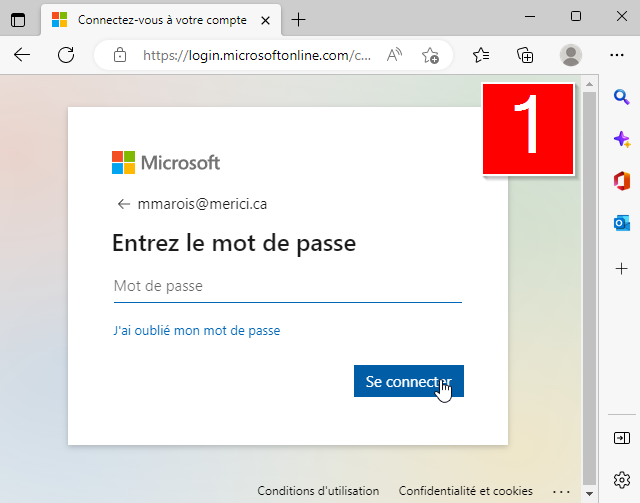 Connectez-vous à votre compte
https://login.microsoftonline.com/c...
1
Microsoft
mmarois@merici.ca
Entrez le mot de passe
Mot de passe
J'ai oublié mon mot de passe
Se connecter
Conditions d'utilisation Confidentialité et cookies ...